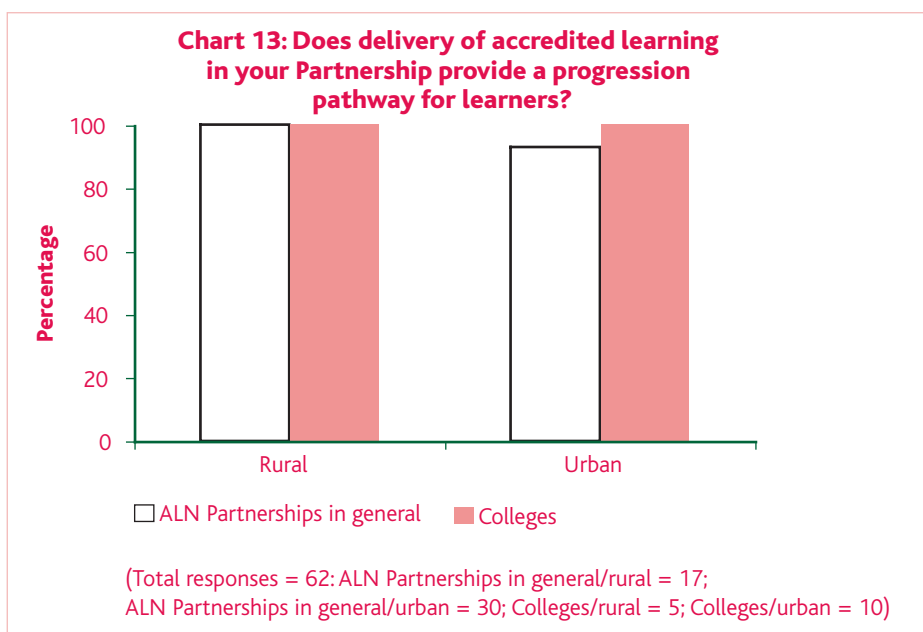 Chart 13: Does delivery of accredited learning
in your Partnership provide a progression
pathway for learners?
Percentage
100
80
60
40
20
0
Rural
Urban
ALN Partnerships in general
Colleges
(Total responses = 62: ALN Partnerships in general/rural = 17;
ALN Partnerships in general/urban = 30; Colleges/rural = 5; Colleges/urban = 10)